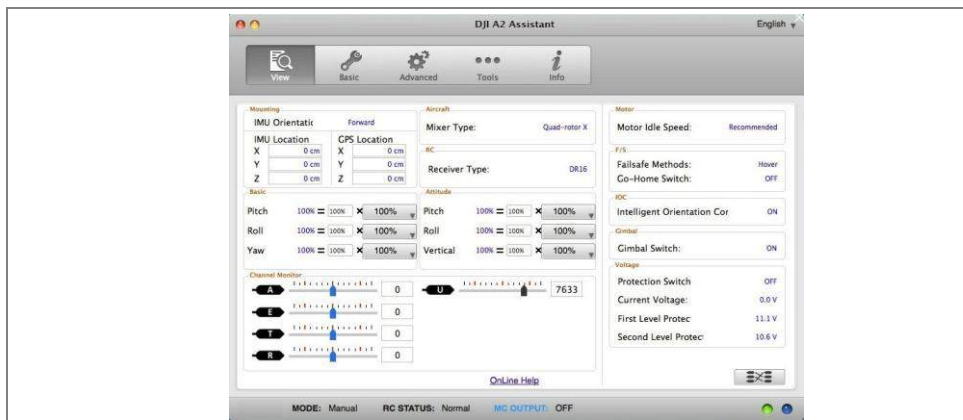 DJI A2 Assistant
English
View
Basic
Advanced
Tools
Info
Mounting
IMU Orientatic Forward
IMU Location GPS Location
X 0 cm X 0 cm
Y 0 cm Y 0 cm
Z 0 cm Z 0 cm
Aircraft
Mixer Type: Quad-rotor X
RC
Receiver Type: DR16
Basic
Pitch 100% = 100% × 100%
Roll 100% = 100% × 100%
Yaw 100% = 100% × 100%
Attitude
Pitch 100% = 100% × 100%
Roll 100% = 100% × 100%
Vertical 100% = 100% × 100%
Channel Monitor
A 0
E 0
T 0
R 0
U 7633
Motor
Motor Idle Speed: Recommended
F/S
Failsafe Methods: Hover
Go-Home Switch: OFF
IOC
Intelligent Orientation Cor ON
Gimbal
Gimbal Switch: ON
Voltage
Protection Switch OFF
Current Voltage: 0.0 V
First Level Protec 11.1 V
Second Level Protec 10.6 V
OnLine Help
MODE: Manual RC STATUS: Normal MC OUTPUT: OFF